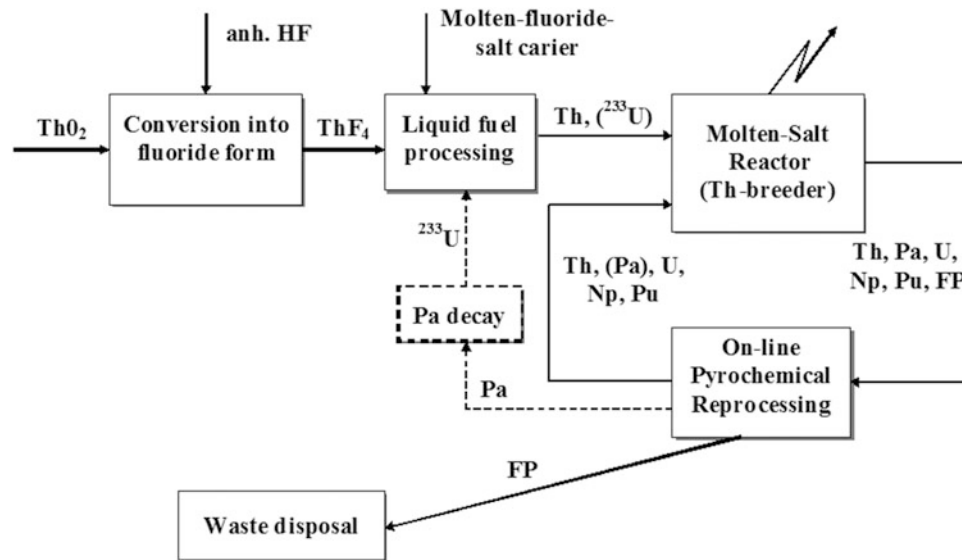 anh. HF
Molten-fluoride-
salt carier
Th0₂
Conversion into
fluoride form
ThF₄
Liquid fuel
processing
Th, (²³³U)
Molten-Salt
Reactor
(Th-breeder)
²³³U
Th, (Pa), U,
Np, Pu
Th, Pa, U,
Np, Pu, FP
Pa decay
On-line
Pyrochemical
Reprocessing
Pa
FP
Waste disposal